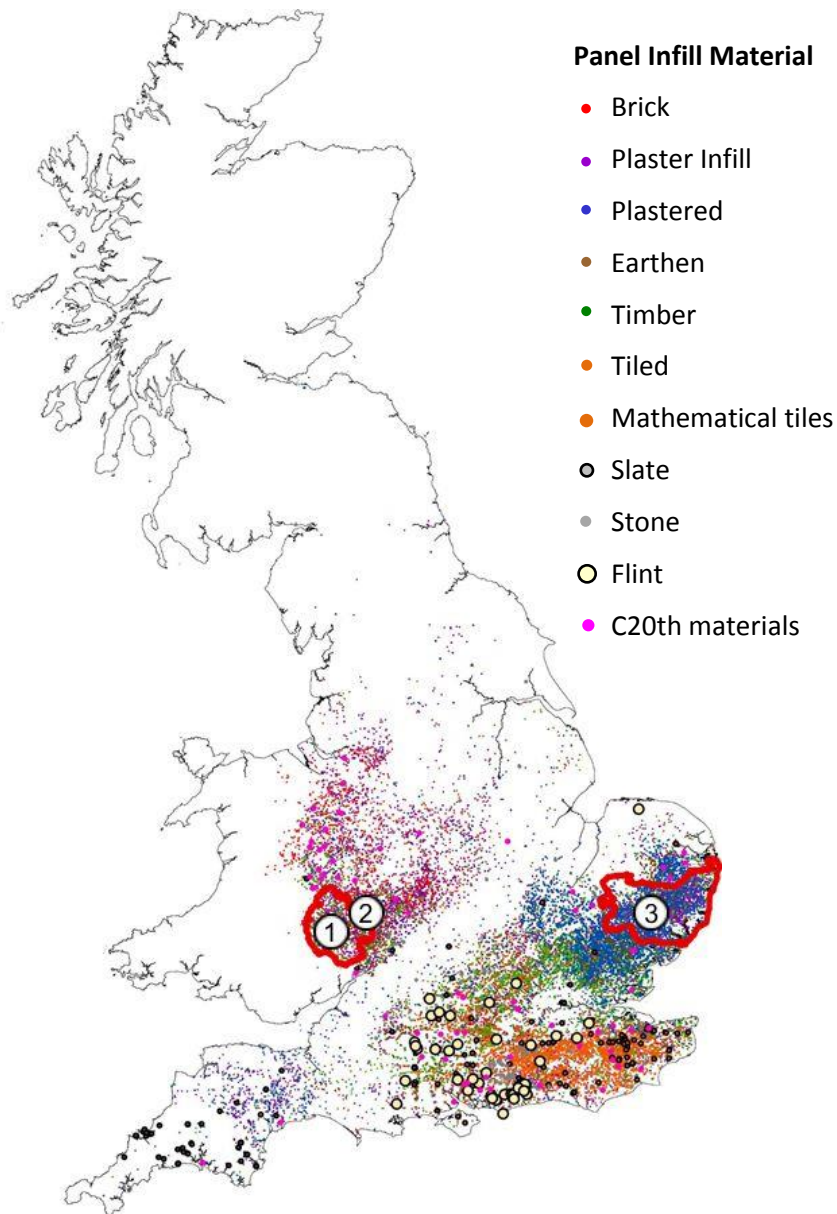 Panel Infill Material
Brick
Plaster Infill
Plastered
Earthen
Timber
Tiled
Mathematical tiles
Slate
Stone
Flint
C20th materials
1
2
3